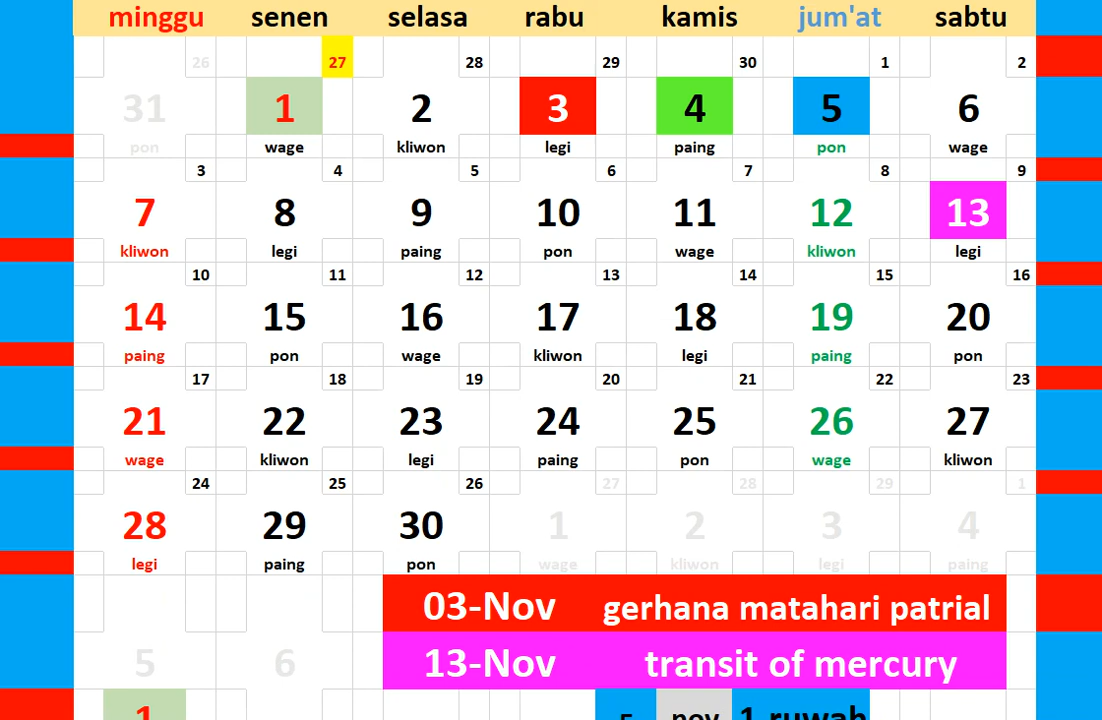 minggu senen selasa rabu kamis jum'at sabtu
26 27 28 29 30 1 2
31 1 2 3 4 5 6
pon wage kliwon legi paing pon wage
3 4 5 6 7 8 9
7 8 9 10 11 12 13
kliwon legi paing pon wage kliwon legi
10 11 12 13 14 15 16
14 15 16 17 18 19 20
paing pon wage kliwon legi paing pon
17 18 19 20 21 22 23
21 22 23 24 25 26 27
wage kliwon legi paing pon wage kliwon
24 25 26 27 28 29 1
28 29 30 1 2 3 4
legi paing pon wage kliwon legi paing
03-Nov gerhana matahari patrial
5 6 13-Nov transit of mercury
1 5 nov 1 ruwah